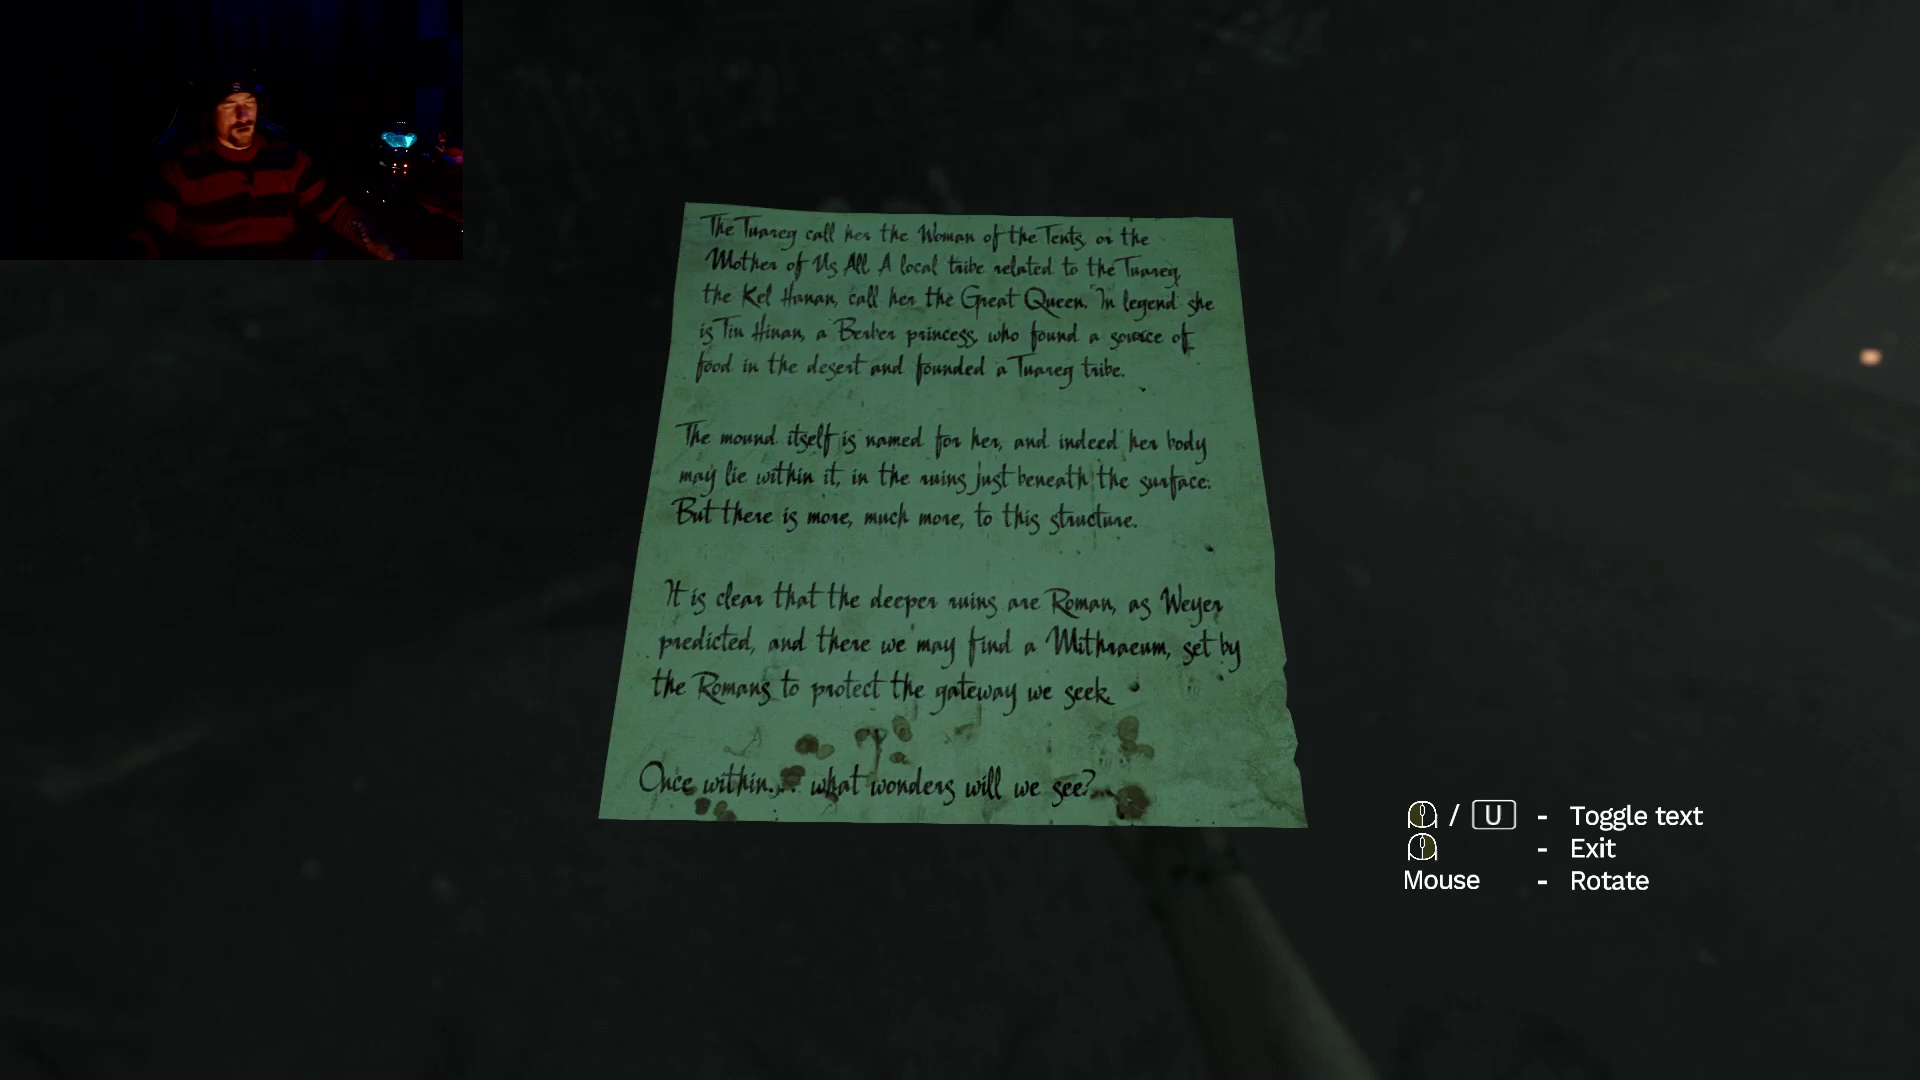 The Tuareg call her the Woman of the Tents, or the
Mother of Us All. A local tribe related to the Tuareg,
the Kel Hanan, call her the Great Queen. In legend she
is Tin Hinan, a Berber princess, who found a source of
food in the desert and founded a Tuareg tribe.
The mound itself is named for her, and indeed her body
may lie within it, in the ruins just beneath the surface.
But there is more, much more, to this structure.
It is clear that the deeper ruins are Roman, as Weyer
predicted, and there we may find a Mithraeum, set by
the Romans to protect the gateway we seek.
Once within... what wonders will we see?
/ U - Toggle text
- Exit
Mouse - Rotate